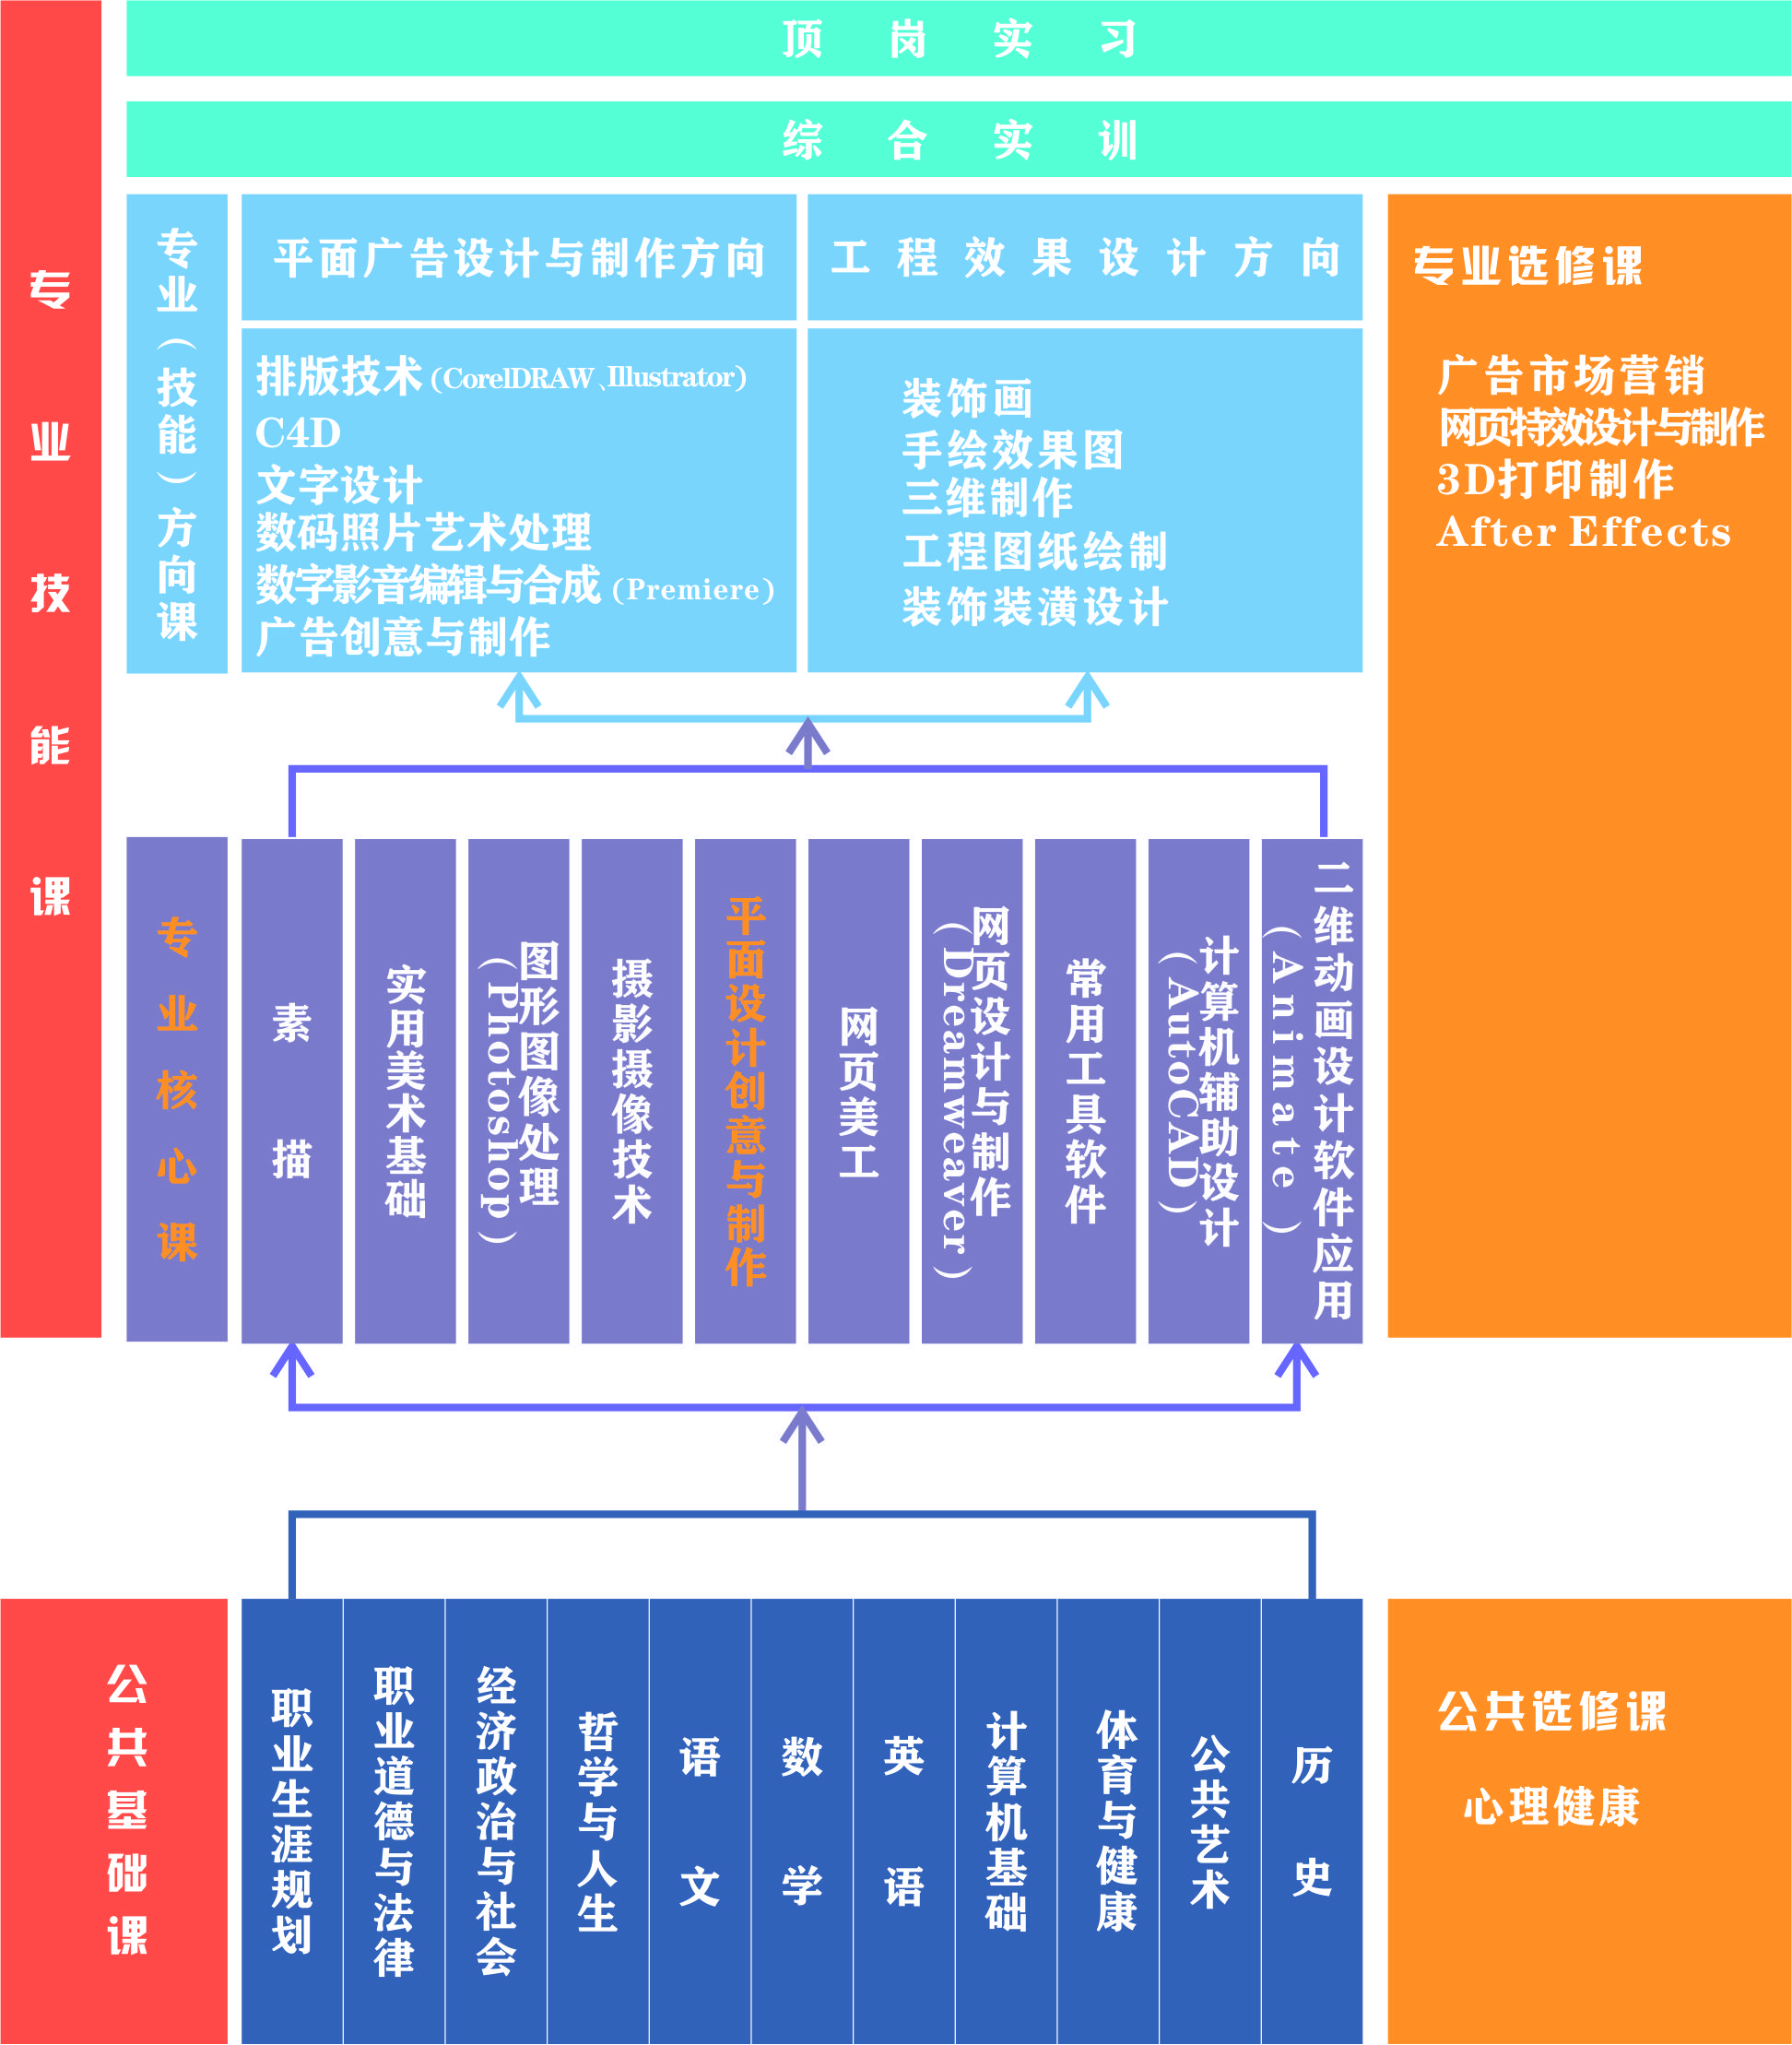 顶岗实习
综合实训
专业技能课
专业（技能）方向课
平面广告设计与制作方向
排版技术（CorelDRAW、Illustrator）
C4D
文字设计
数码照片艺术处理
数字影音编辑与合成（Premiere）
广告创意与制作
工程效果设计方向
装饰画
手绘效果图
三维制作
工程图纸绘制
装饰装潢设计
专业选修课
广告市场营销
网页特效设计与制作
3D打印制作
After Effects
专业核心课
素描
实用美术基础
图形图像处理
（Photoshop）
摄影摄像技术
平面设计创意与制作
网页美工
网页设计与制作
（Dreamweaver）
常用工具软件
计算机辅助设计
（AutoCAD）
二维动画设计软件应用
（Animate）
公共基础课
职业生涯规划
职业道德与法律
经济政治与社会
哲学与人生
语文
数学
英语
计算机基础
体育与健康
公共艺术
历史
公共选修课
心理健康